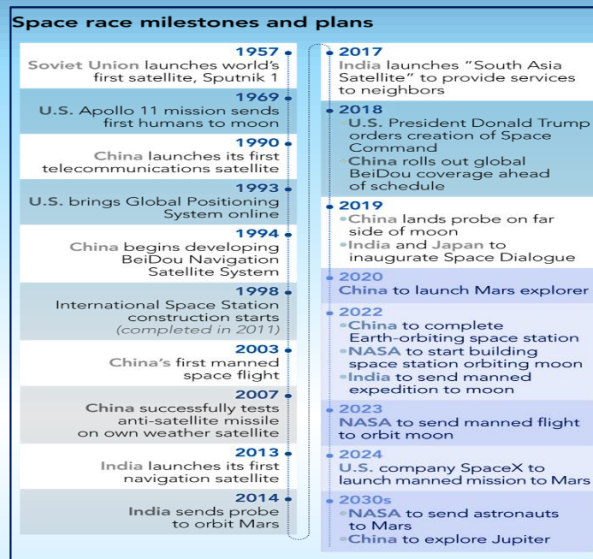 Space race milestones and plans
1957
Soviet Union launches world's
first satellite, Sputnik 1
1969
U.S. Apollo 11 mission sends
first humans to moon
1990
China launches its first
telecommunications satellite
1993
U.S. brings Global Positioning
System online
1994
China begins developing
BeiDou Navigation
Satellite System
1998
International Space Station
construction starts
(completed in 2011)
2003
China's first manned
space flight
2007
China successfully tests
anti-satellite missile
on own weather satellite
2013
India launches its first
navigation satellite
2014
India sends probe
to orbit Mars
2017
India launches "South Asia
Satellite" to provide services
to neighbors
2018
•U.S. President Donald Trump
orders creation of Space
Command
•China rolls out global
BeiDou coverage ahead
of schedule
2019
•China lands probe on far
side of moon
•India and Japan to
inaugurate Space Dialogue
2020
China to launch Mars explorer
2022
•China to complete
Earth-orbiting space station
•NASA to start building
space station orbiting moon
•India to send manned
expedition to moon
2023
NASA to send manned flight
to orbit moon
2024
U.S. company SpaceX to
launch manned mission to Mars
2030s
•NASA to send astronauts
to Mars
•China to explore Jupiter